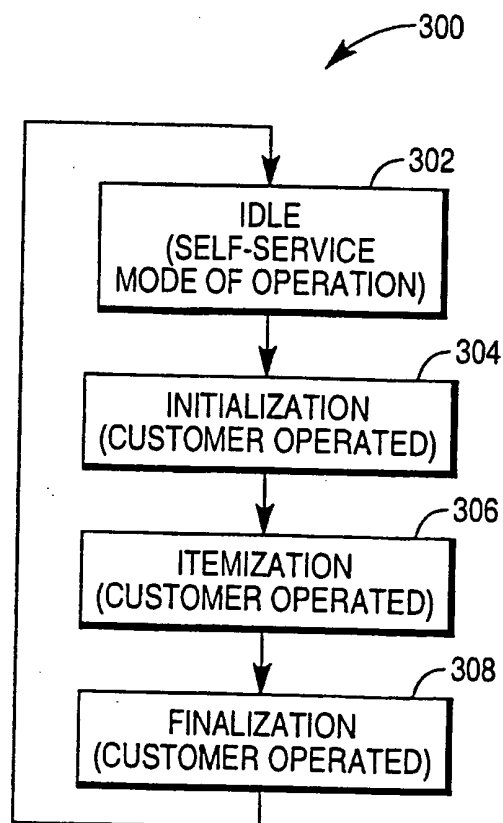 300
302
IDLE
(SELF-SERVICE
MODE OF OPERATION)
304
INITIALIZATION
(CUSTOMER OPERATED)
306
ITEMIZATION
(CUSTOMER OPERATED)
308
FINALIZATION
(CUSTOMER OPERATED)